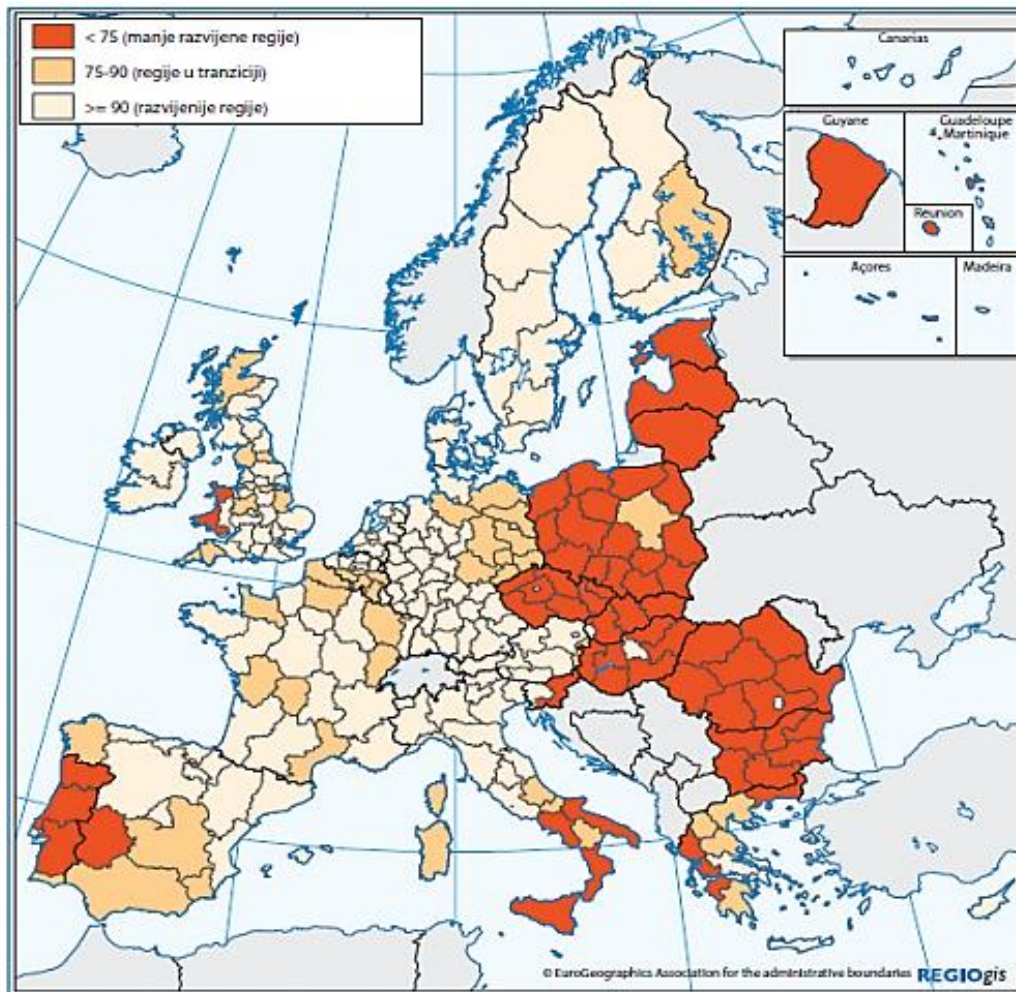 < 75 (manje razvijene regije)
75-90 (regije u tranziciji)
>= 90 (razvijenije regije)
Canarias
Guyane
Guadeloupe
Martinique
Reunion
Açores
Madeira
© EuroGeographics Association for the administrative boundaries REGIOgis